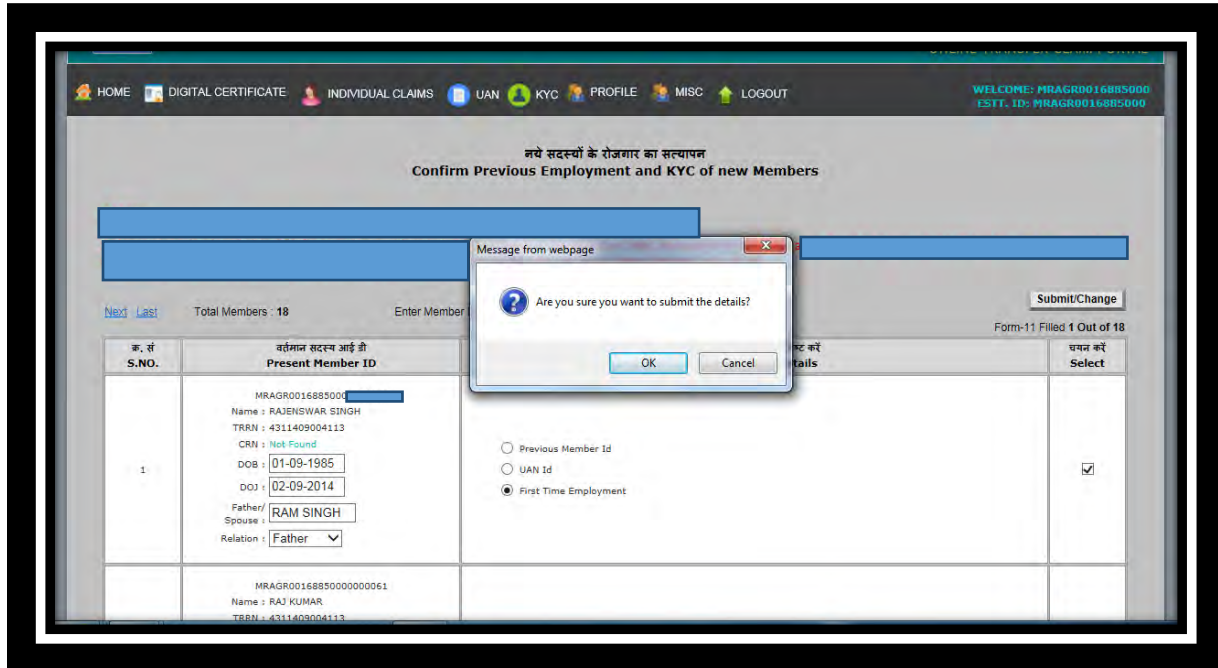 HOME DIGITAL CERTIFICATE INDIVIDUAL CLAIMS UAN KYC PROFILE MISC LOGOUT
WELCOME: MRAGR0016885000
ESTT. ID: MRAGR0016885000
नये सदस्यों के रोजगार का सत्यापन
Confirm Previous Employment and KYC of new Members
Message from webpage
Are you sure you want to submit the details?
OK Cancel
Submit/Change
Next Last Total Members : 18 Enter Member
Form-11 Filled 1 Out of 18
क. सं वर्तमान सदस्य आई डी करें चयन करें
S.NO. Present Member ID tails Select
MRAGR0016885000
Name : RAJENSWAR SINGH
TRRN : 4311409004113
CRN : Not Found
DOB : 01-09-1985
DOJ : 02-09-2014
Father/
Spouse : RAM SINGH
Relation : Father
1
Previous Member Id
UAN Id
First Time Employment
MRAGR00168850000000061
Name : RAJ KUMAR
TRRN : 4311409004113